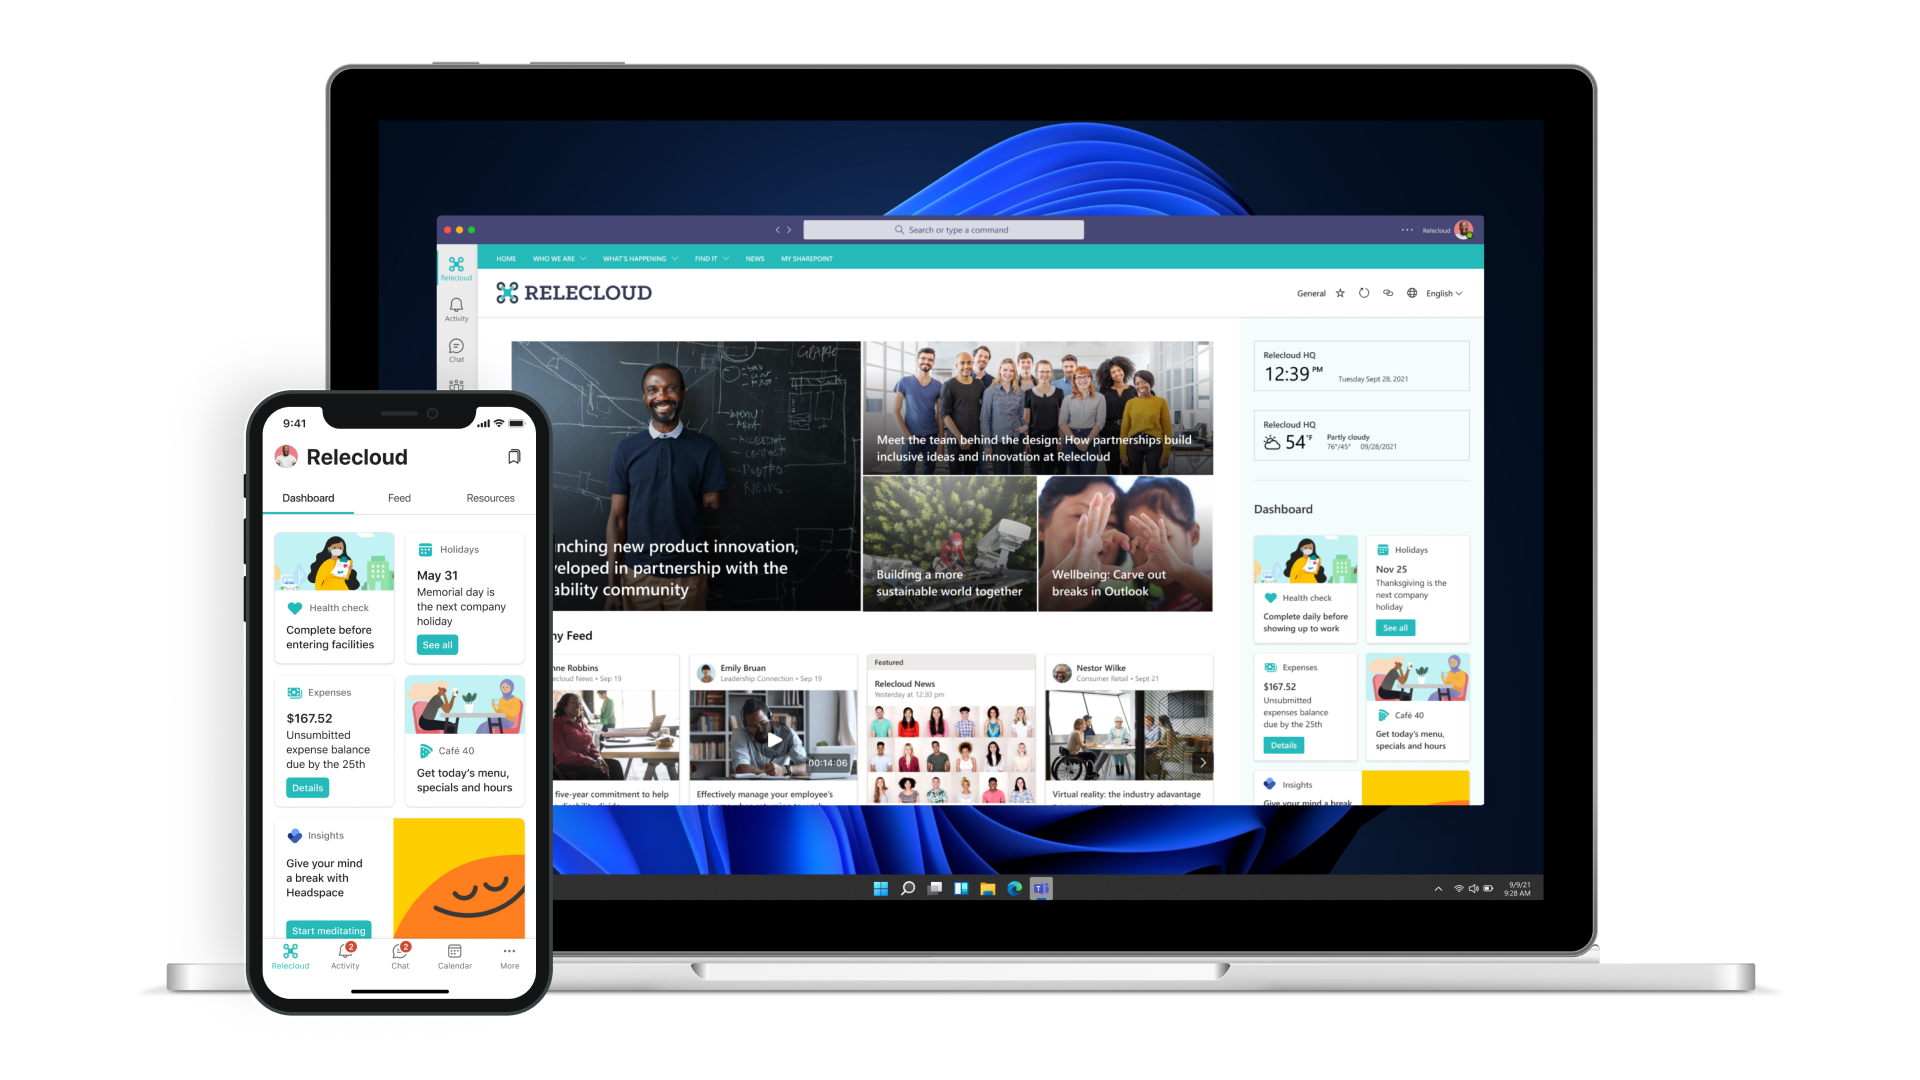 Search or type a command
Relecloud
HOME WHO WE ARE WHAT'S HAPPENING FIND IT NEWS MY SHAREPOINT
Relecloud
Activity
Chat
RELECLOUD
General English
nching new product innovation,
veloped in partnership with the
ability community
Meet the team behind the design: How partnerships build
inclusive ideas and innovation at Relecloud
Building a more
sustainable world together
Wellbeing: Carve out
breaks in Outlook
Relecloud HQ
12:39 PM
Tuesday Sept 28, 2021
Relecloud HQ
54 °F
Partly cloudy
76°/45° 09/28/2021
Dashboard
Health check
Complete daily before
showing up to work
Holidays
Nov 25
Thanksgiving is the
next company
holiday
See all
Expenses
$167.52
Unsubmitted
expenses balance
due by the 25th
Details
Café 40
Get today's menu,
specials and hours
Insights
Give your mind a break
ny Feed
nne Robbins
ecloud News • Sep 19
five-year commitment to help
Emily Bruan
Leadership Connection • Sep 19
00:14:06
Effectively manage your employee's
Featured
Relecloud News
Yesterday at 12:30 pm
Nestor Wilke
Consumer Retail • Sept 21
Virtual reality: the industry adavantage
9/9/21
9:28 AM
9:41
Relecloud
Dashboard Feed Resources
Health check
Complete before
entering facilities
Holidays
May 31
Memorial day is
the next company
holiday
See all
Expenses
$167.52
Unsumbitted
expense balance
due by the 25th
Details
Café 40
Get today's menu,
specials and hours
Insights
Give your mind
a break with
Headspace
Start meditating
2 2
Relecloud Activity Chat Calendar More